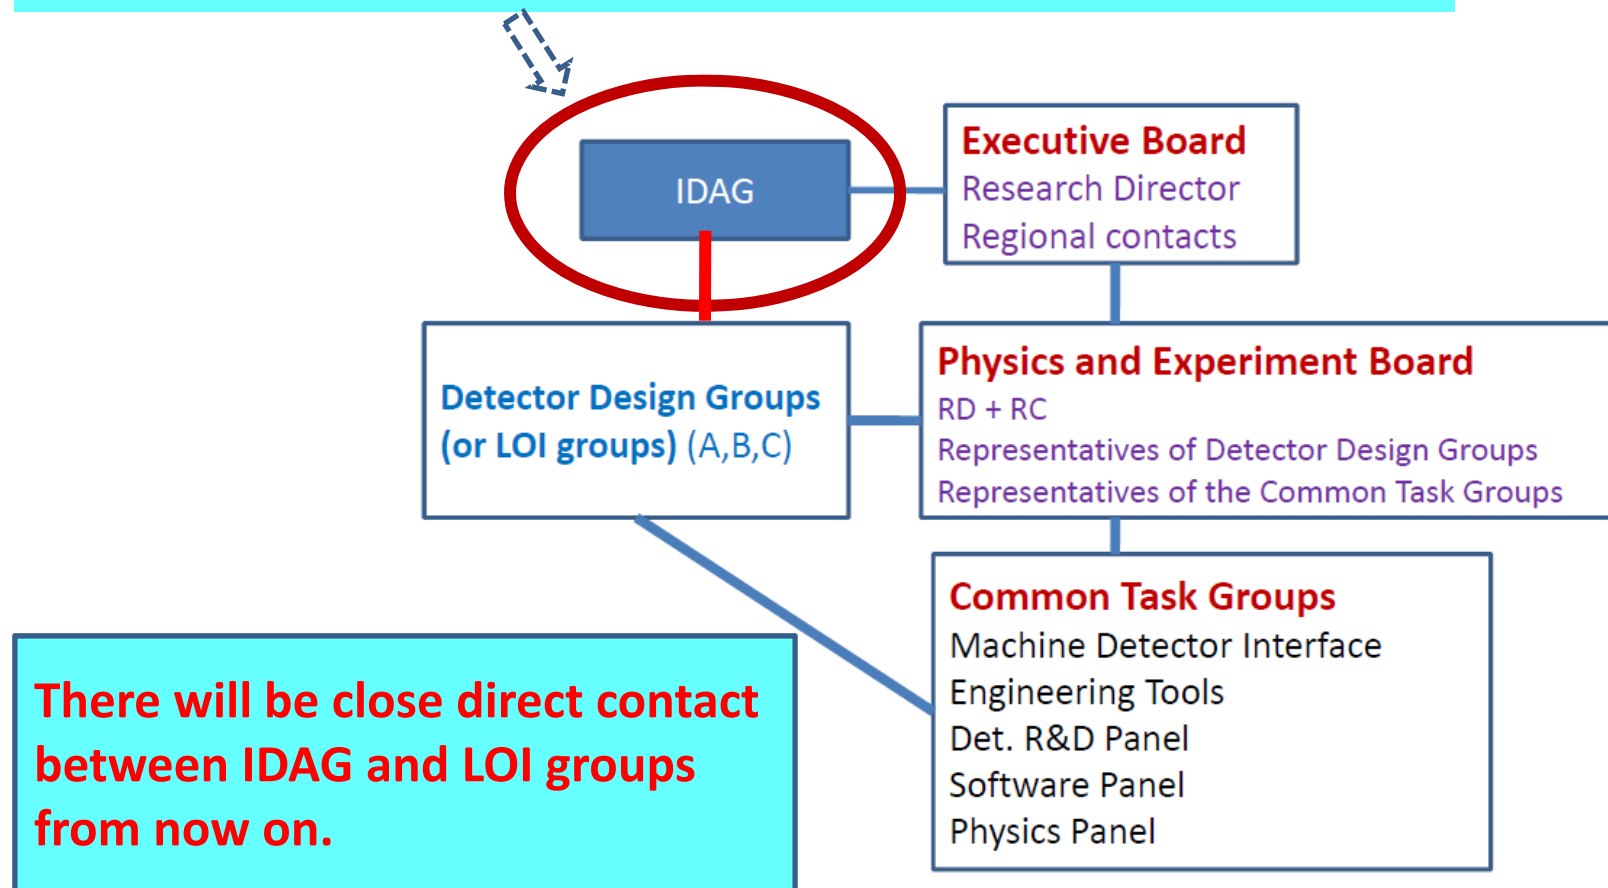 IDAG
Executive Board
Research Director
Regional contacts
Detector Design Groups
(or LOI groups) (A,B,C)
Physics and Experiment Board
RD + RC
Representatives of Detector Design Groups
Representatives of the Common Task Groups
Common Task Groups
Machine Detector Interface
Engineering Tools
Det. R&D Panel
Software Panel
Physics Panel
There will be close direct contact
between IDAG and LOI groups
from now on.